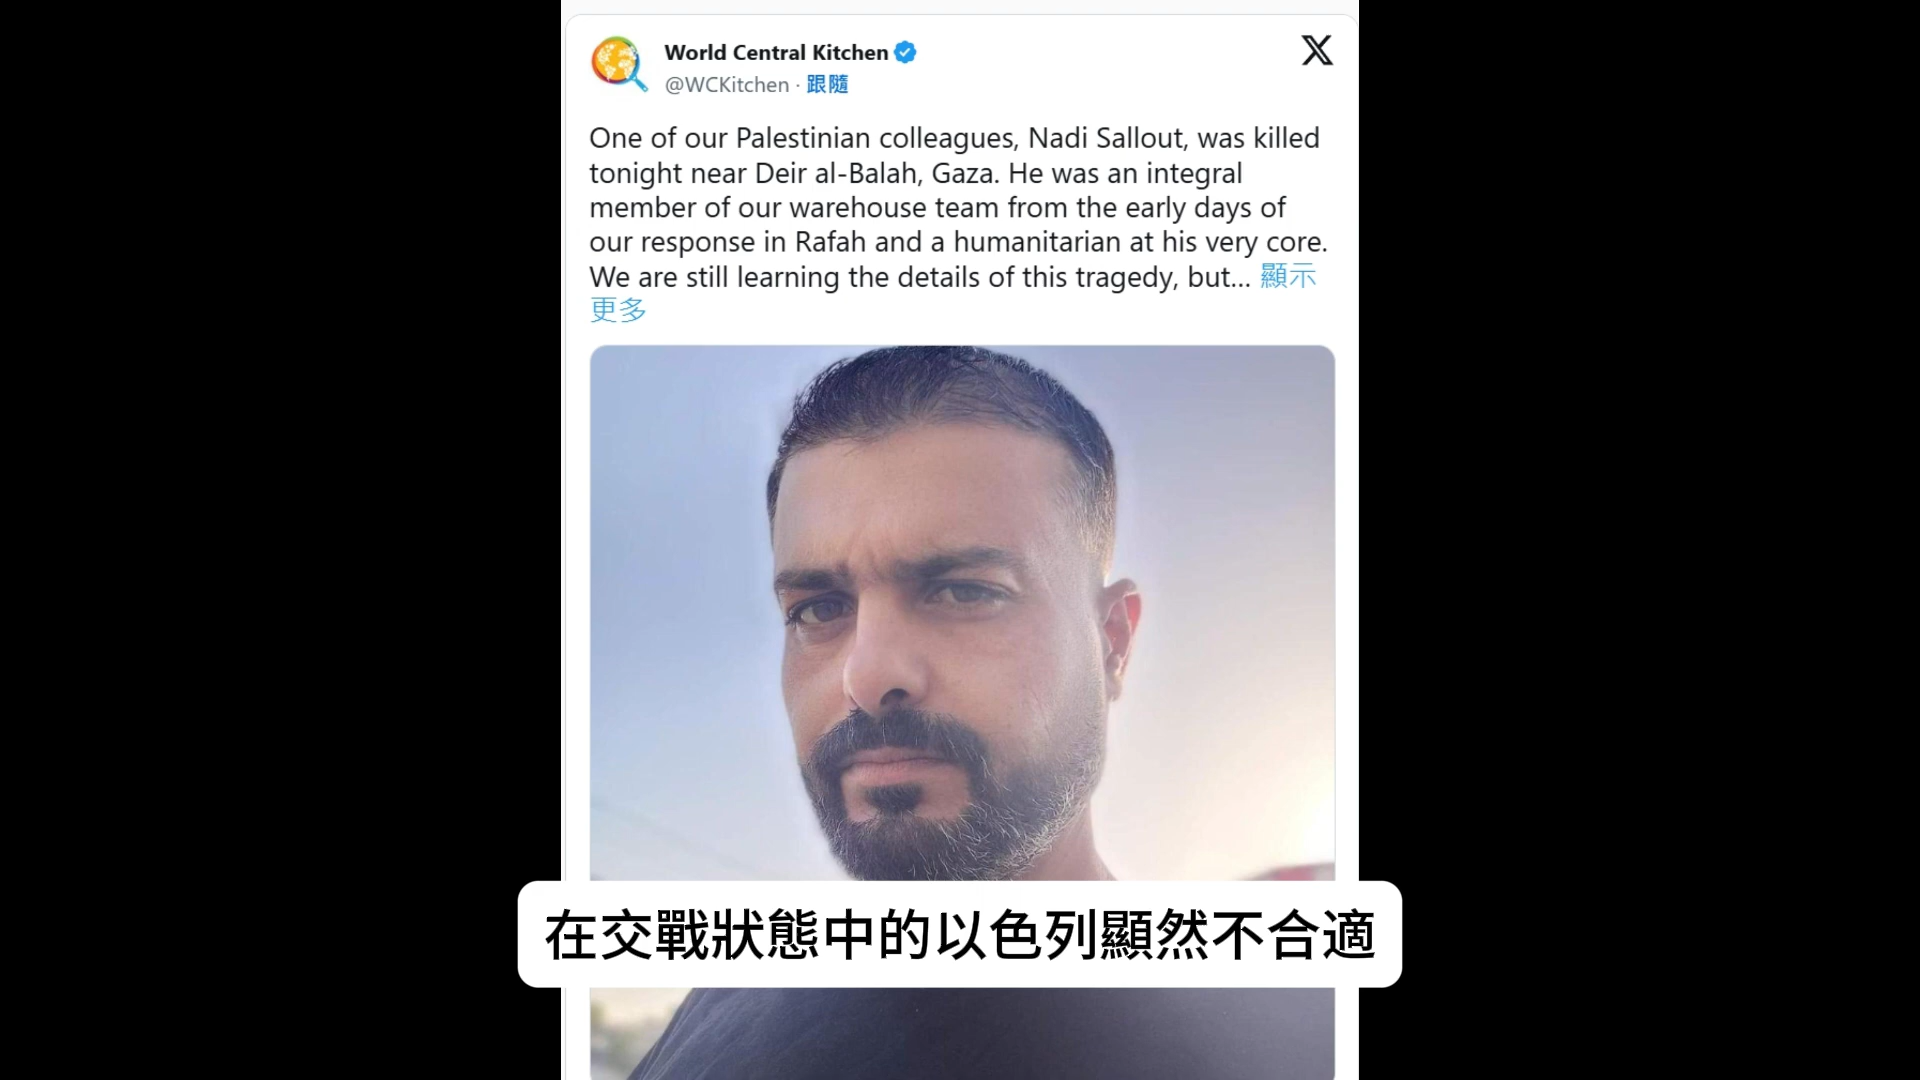 World Central Kitchen
@WCKitchen · 跟隨
One of our Palestinian colleagues, Nadi Sallout, was killed
tonight near Deir al-Balah, Gaza. He was an integral
member of our warehouse team from the early days of
our response in Rafah and a humanitarian at his very core.
We are still learning the details of this tragedy, but... 顯示
更多
在交戰狀態中的以色列顯然不合適